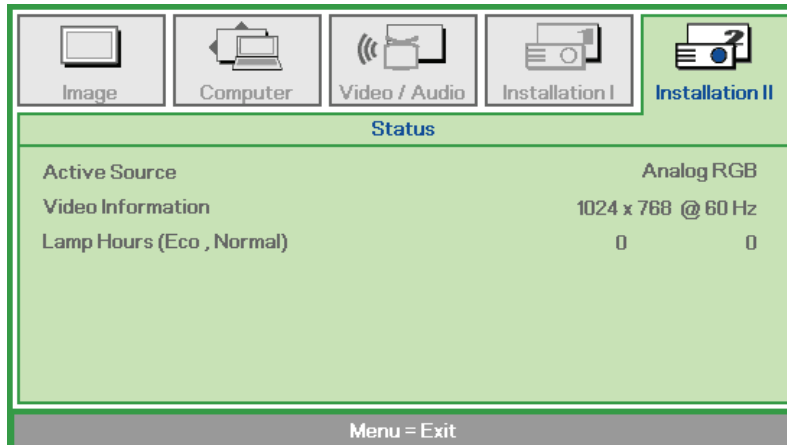 Image Computer Video / Audio Installation I Installation II
Status
Active Source Analog RGB
Video Information 1024 x 768 @ 60 Hz
Lamp Hours (Eco , Normal) 0 0
Menu = Exit